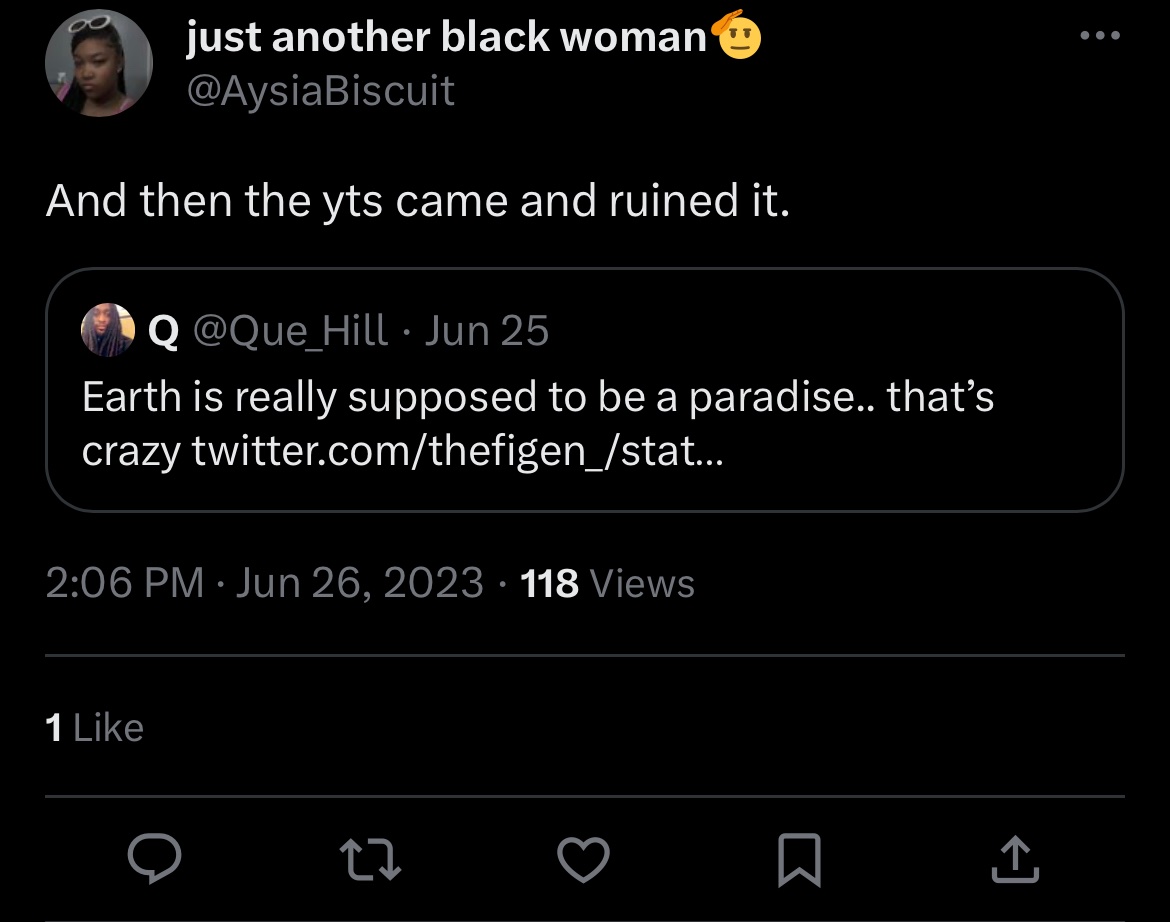 just another black woman🫡
@AysiaBiscuit
And then the yts came and ruined it.
Q @Que_Hill · Jun 25
Earth is really supposed to be a paradise.. that’s
crazy twitter.com/thefigen_/stat...
2:06 PM · Jun 26, 2023 · 118 Views
1 Like